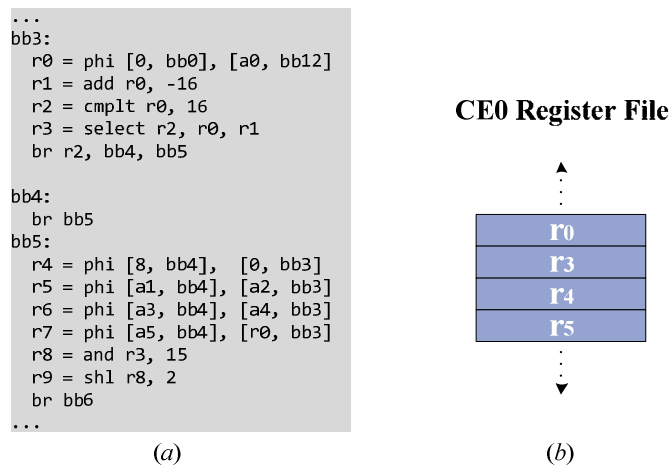 ...
bb3:
r0 = phi [0, bb0], [a0, bb12]
r1 = add r0, -16
r2 = cmplt r0, 16
r3 = select r2, r0, r1
br r2, bb4, bb5
bb4:
br bb5
bb5:
r4 = phi [8, bb4], [0, bb3]
r5 = phi [a1, bb4], [a2, bb3]
r6 = phi [a3, bb4], [a4, bb3]
r7 = phi [a5, bb4], [r0, bb3]
r8 = and r3, 15
r9 = shl r8, 2
br bb6
...
(a)
CE0 Register File
r0
r3
r4
r5
(b)